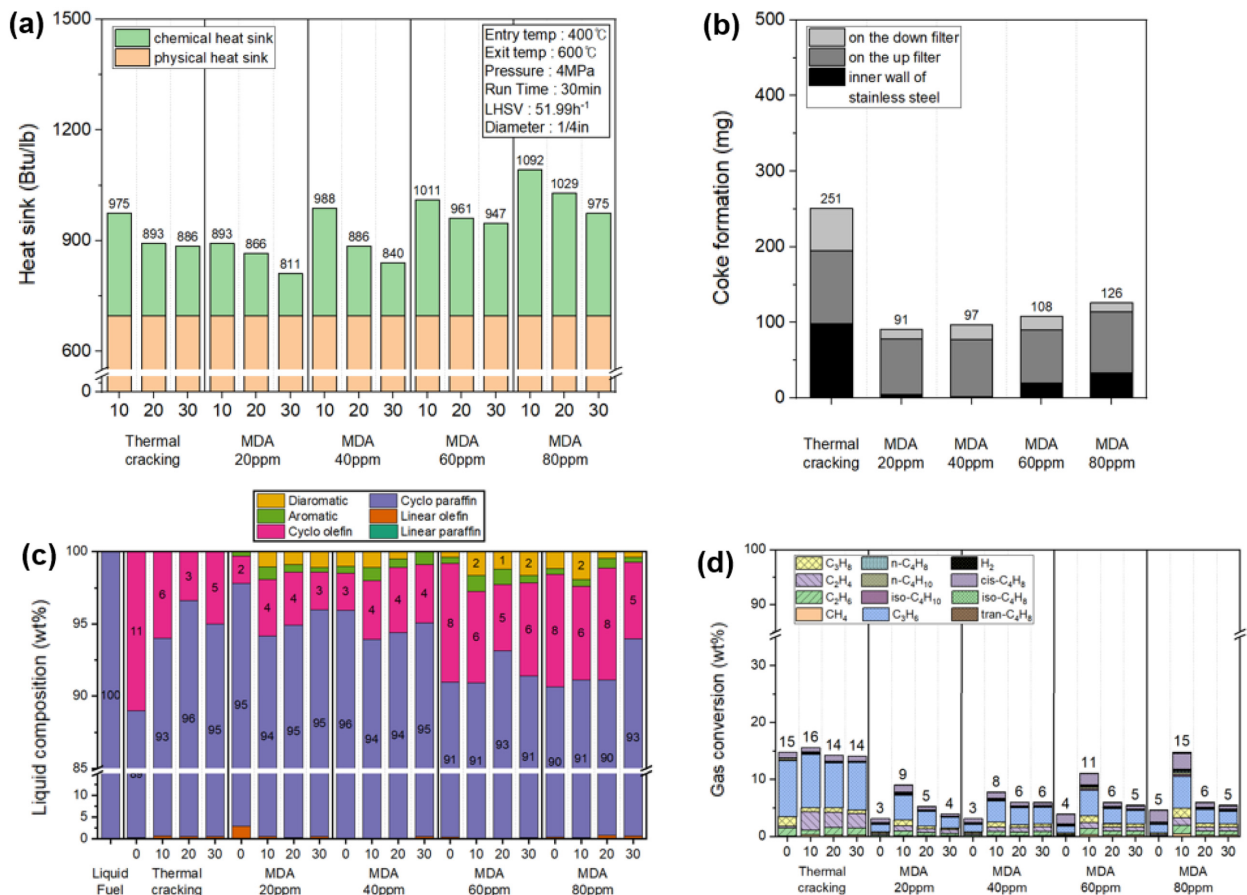 (a)
Heat sink (Btu/lb)
1500
1200
900
600
0
chemical heat sink
physical heat sink
Entry temp : 400℃
Exit temp : 600℃
Pressure : 4MPa
Run Time : 30min
LHSV : 51.99h⁻¹
Diameter : 1/4in
975 893 886 893 866 811 988 886 840 1011 961 947 1092 1029 975
10 20 30 10 20 30 10 20 30 10 20 30 10 20 30
Thermal cracking
MDA 20ppm
MDA 40ppm
MDA 60ppm
MDA 80ppm
(b)
Coke formation (mg)
500
400
300
200
100
0
on the down filter
on the up filter
inner wall of
stainless steel
251 91 97 108 126
Thermal cracking
MDA 20ppm
MDA 40ppm
MDA 60ppm
MDA 80ppm
(c)
Diaromatic
Aromatic
Cyclo olefin
Cyclo paraffin
Linear olefin
Linear paraffin
Liquid composition (wt%)
100
95
90
85
10
5
0
11 6 3 5 2 4 4 3 3 4 4 4 8 6 5 6 8 6 8 5
2 1 2 2
100 89 93 96 95 95 94 95 95 96 94 94 95 91 91 93 91 90 91 90 93
0 10 20 30 0 10 20 30 0 10 20 30 0 10 20 30 0 10 20 30
Liquid Fuel
Thermal cracking
MDA 20ppm
MDA 40ppm
MDA 60ppm
MDA 80ppm
(d)
Gas conversion (wt%)
100
90
30
20
10
0
C₃H₈
C₂H₄
C₂H₆
CH₄
n-C₄H₈
n-C₄H₁₀
iso-C₄H₁₀
C₃H₆
H₂
cis-C₄H₈
iso-C₄H₈
tran-C₄H₈
15 16 14 14 3 9 5 4 3 8 6 6 4 11 6 5 5 15 6 5
0 10 20 30 0 10 20 30 0 10 20 30 0 10 20 30 0 10 20 30
Thermal cracking
MDA 20ppm
MDA 40ppm
MDA 60ppm
MDA 80ppm